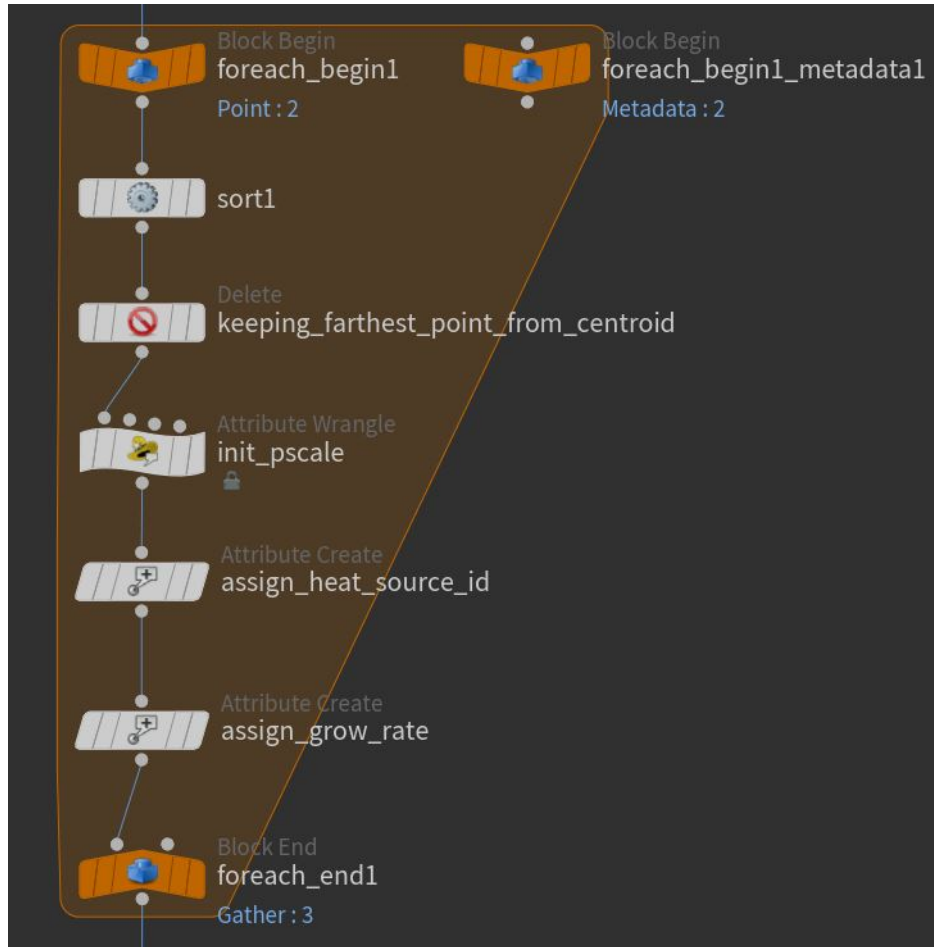 Block Begin
foreach_begin1
Point : 2
Block Begin
foreach_begin1_metadata1
Metadata : 2
sort1
Delete
keeping_farthest_point_from_centroid
Attribute Wrangle
init_pscale
Attribute Create
assign_heat_source_id
Attribute Create
assign_grow_rate
Block End
foreach_end1
Gather : 3